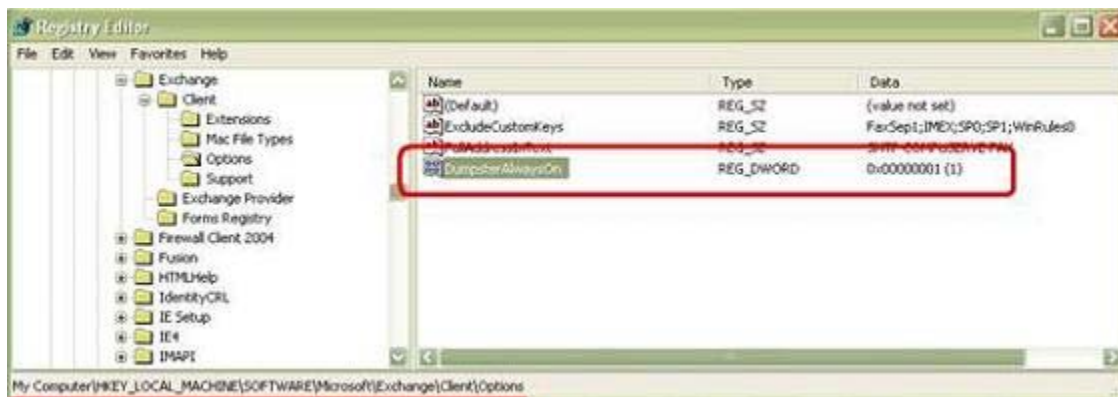 Registry Editor
File Edit View Favorites Help
Exchange
Client
Extensions
Mac File Types
Options
Support
Exchange Provider
Forms Registry
Firewall Client 2004
Fusion
HTMLHelp
IdentityCRL
IE Setup
IE4
IMAPI
Name Type Data
(Default) REG_SZ (value not set)
ExcludeCustomKeys REG_SZ FaxSep1;IMEX;SP0;SP1;WinRules0
REG_SZ
DumpsterAlwaysOn REG_DWORD 0x00000001 (1)
My Computer\HKEY_LOCAL_MACHINE\SOFTWARE\Microsoft\Exchange\Client\Options